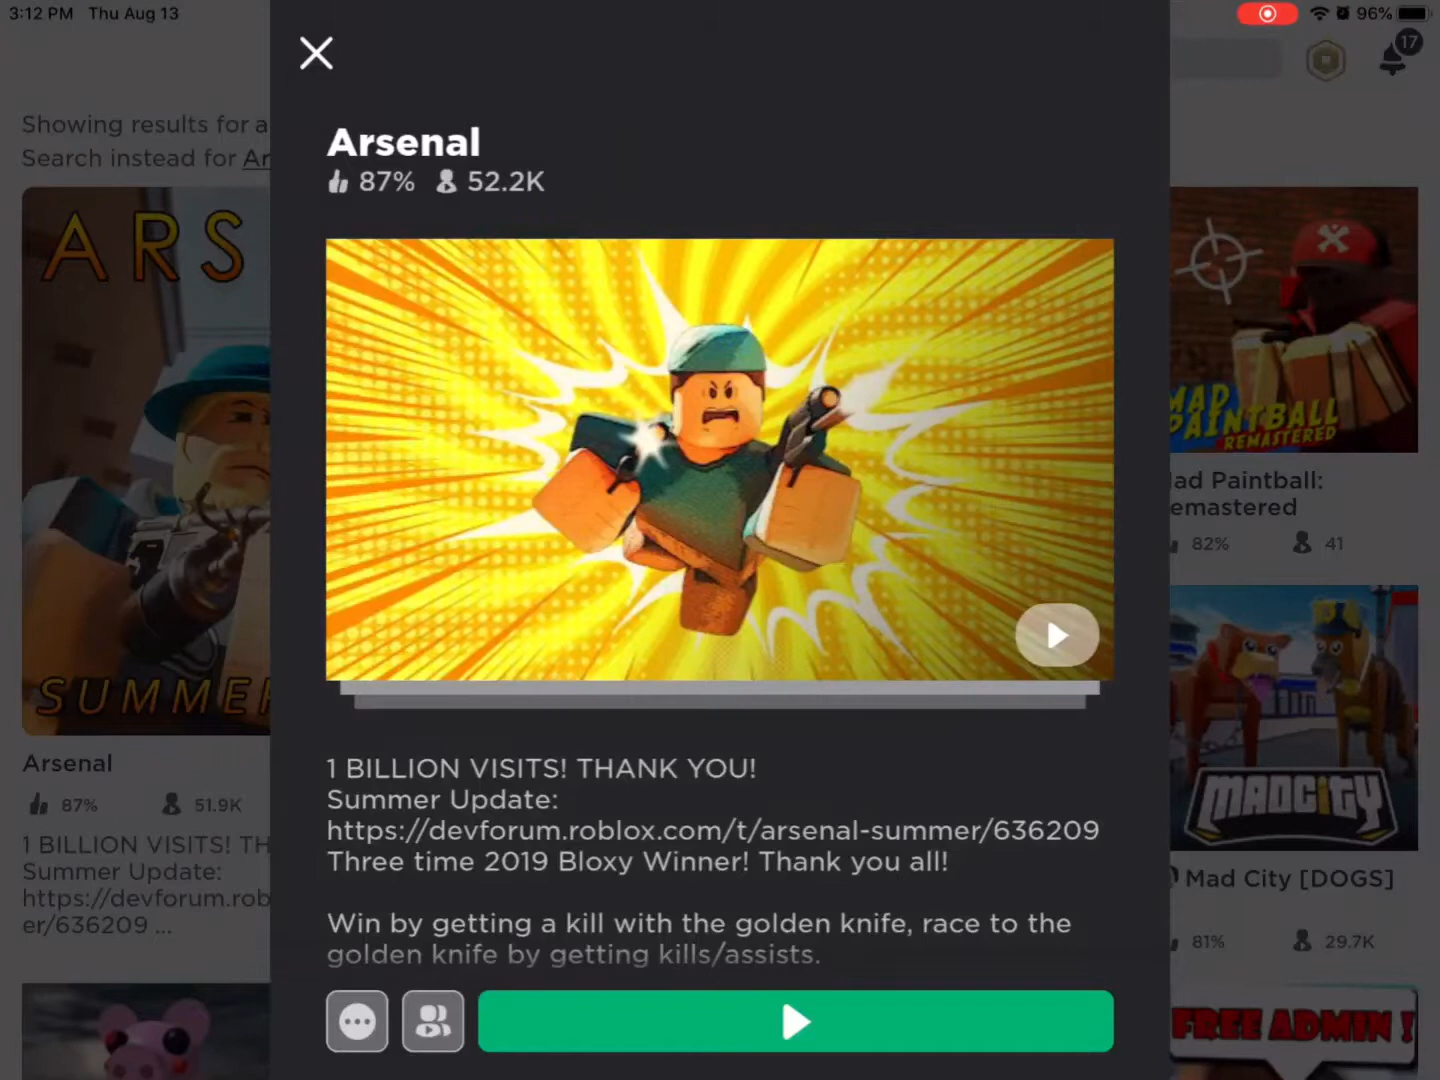 3:12 PM Thu Aug 13
96%
17
Showing results for a
Search instead for Ar
ARS
SUMMER
Arsenal
87% 51.9K
1 BILLION VISITS! TH
Summer Update:
https://devforum.rob
er/636209 ...
Arsenal
87% 52.2K
1 BILLION VISITS! THANK YOU!
Summer Update:
https://devforum.roblox.com/t/arsenal-summer/636209
Three time 2019 Bloxy Winner! Thank you all!
Win by getting a kill with the golden knife, race to the
golden knife by getting kills/assists.
MAD
PAINTBALL
REMASTERED
ad Paintball:
emastered
82% 41
MADCITY
Mad City [DOGS]
81% 29.7K
FREE ADMIN !